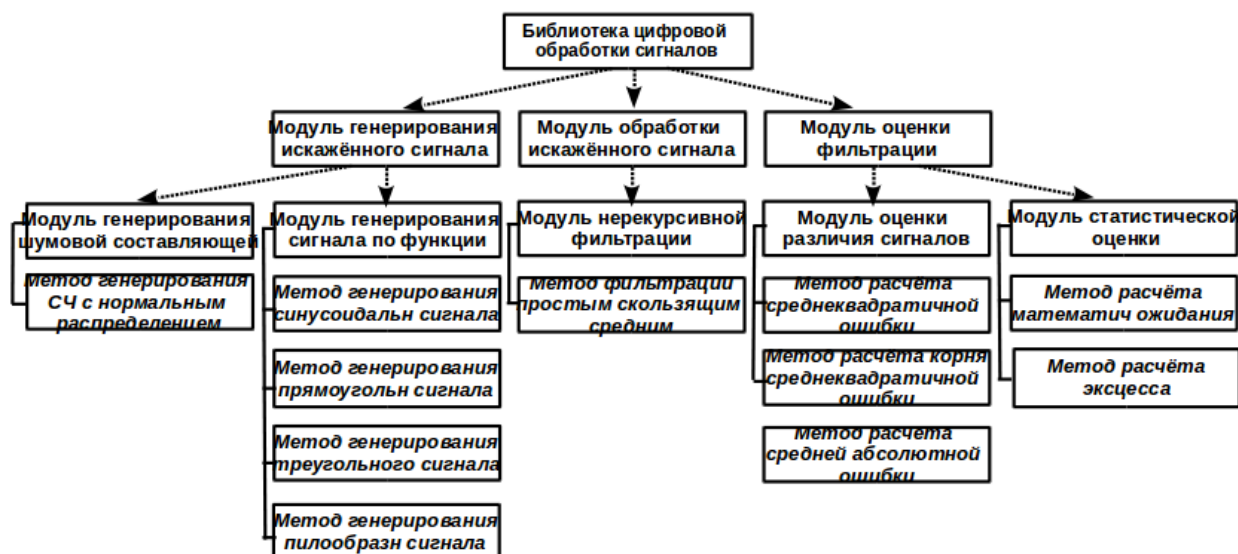 Библиотека цифровой
обработки сигналов
Модуль генерирования
искажённого сигнала
Модуль обработки
искажённого сигнала
Модуль оценки
фильтрации
Модуль генерирования
шумовой составляющей
Модуль генерирования
сигнала по функции
Модуль нерекурсивной
фильтрации
Модуль оценки
различия сигналов
Модуль статистической
оценки
Метод генерирования
СЧ с нормальным
распределением
Метод генерирования
синусоидальн сигнала
Метод фильтрации
простым скользящим
средним
Метод расчёта
среднеквадратичной
ошибки
Метод расчёта
математич ожидания
Метод генерирования
прямоугольн сигнала
Метод расчёта корня
среднеквадратичной
ошибки
Метод расчёта
эксцесса
Метод генерирования
треугольного сигнала
Метод расчёта
средней абсолютной
ошибки
Метод генерирования
пилообразн сигнала